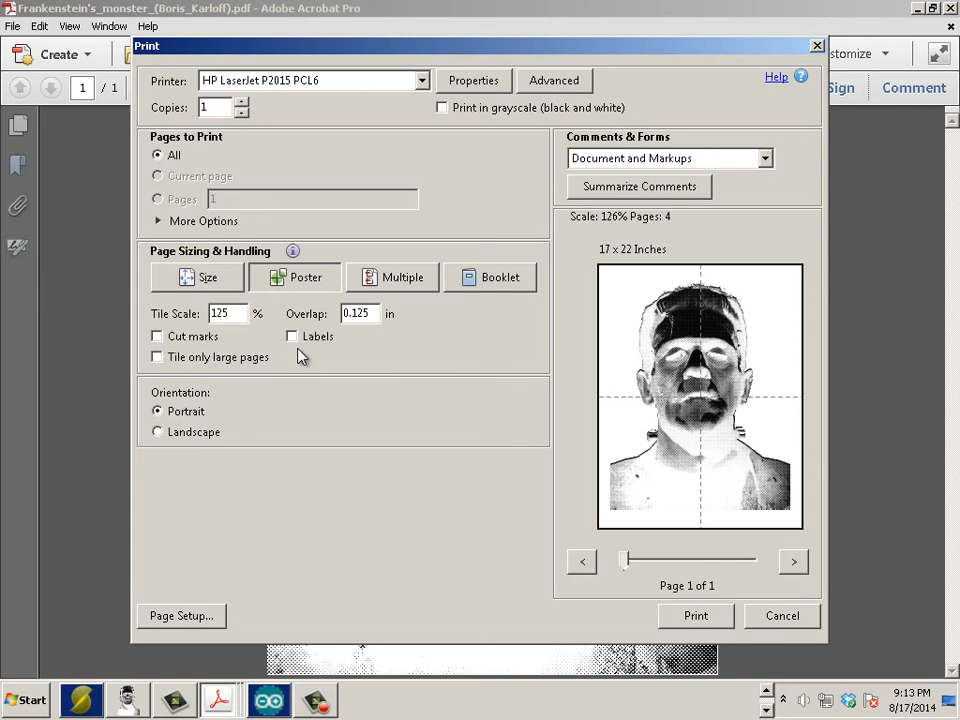 Frankenstein's_monster_(Boris_Karloff).pdf - Adobe Acrobat Pro
File Edit View Window Help
Create
Print
stomize
1 / 1
Sign Comment
Printer: HP LaserJet P2015 PCL6 Properties Advanced Help
Copies: 1 Print in grayscale (black and white)
Pages to Print
All
Current page
Pages 1
More Options
Comments & Forms
Document and Markups
Summarize Comments
Page Sizing & Handling
Size Poster Multiple Booklet
Tile Scale: 125 % Overlap: 0.125 in
Cut marks Labels
Tile only large pages
Orientation:
Portrait
Landscape
Scale: 126% Pages: 4
17 x 22 Inches
< >
Page 1 of 1
Page Setup... Print Cancel
Start
9:13 PM
8/17/2014